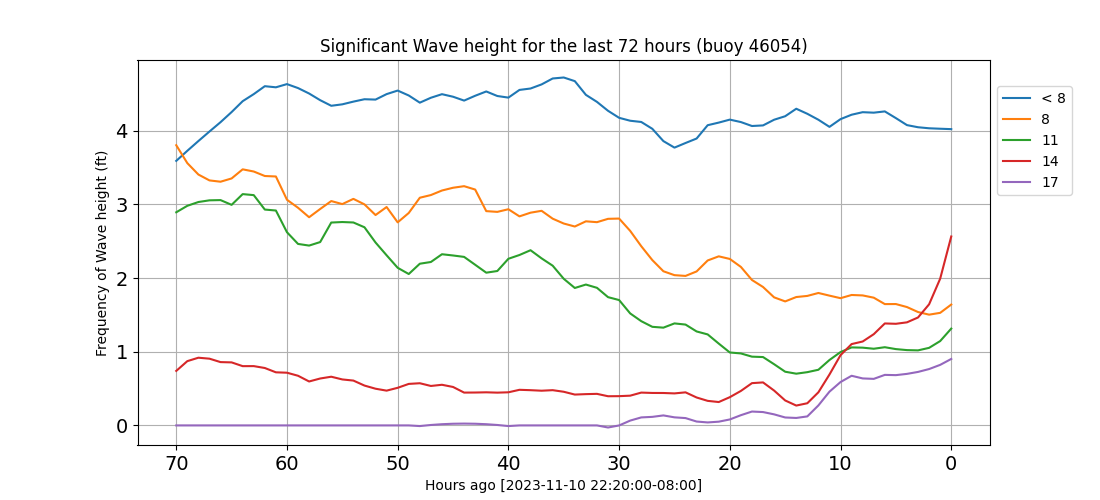 Significant Wave height for the last 72 hours (buoy 46054)
Frequency of Wave height (ft)
4
3
2
1
0
70 60 50 40 30 20 10 0
Hours ago [2023-11-10 22:20:00-08:00]
< 8
8
11
14
17